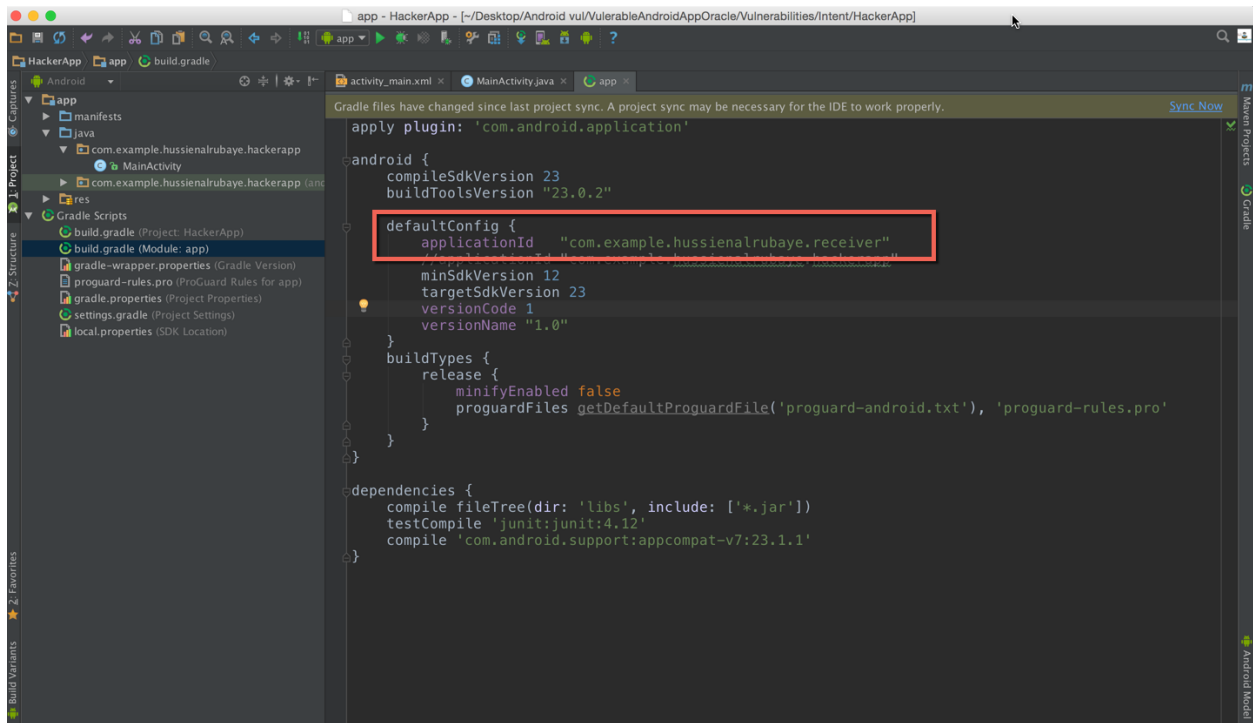 app - HackerApp - [~/Desktop/Android vul/VulerableAndroidAppOracle/Vulnerabilities/Intent/HackerApp]
app
HackerApp
app
build.gradle
Android
activity_main.xml
MainActivity.java
app
Captures
1: Project
Z: Structure
2: Favorites
Build Variants
app
manifests
java
com.example.hussienalrubaye.hackerapp
MainActivity
com.example.hussienalrubaye.hackerapp (and
res
Gradle Scripts
build.gradle (Project: HackerApp)
build.gradle (Module: app)
gradle-wrapper.properties (Gradle Version)
proguard-rules.pro (ProGuard Rules for app)
gradle.properties (Project Properties)
settings.gradle (Project Settings)
local.properties (SDK Location)
Gradle files have changed since last project sync. A project sync may be necessary for the IDE to work properly.
Sync Now
apply plugin: 'com.android.application'
android {
compileSdkVersion 23
buildToolsVersion "23.0.2"
defaultConfig {
applicationId "com.example.hussienalrubaye.receiver"
//applicationId "com.example.hussienalrubaye.hackerapp"
minSdkVersion 12
targetSdkVersion 23
versionCode 1
versionName "1.0"
}
buildTypes {
release {
minifyEnabled false
proguardFiles getDefaultProguardFile('proguard-android.txt'), 'proguard-rules.pro'
}
}
}
dependencies {
compile fileTree(dir: 'libs', include: ['*.jar'])
testCompile 'junit:junit:4.12'
compile 'com.android.support:appcompat-v7:23.1.1'
}
Maven Projects
Gradle
Android Model